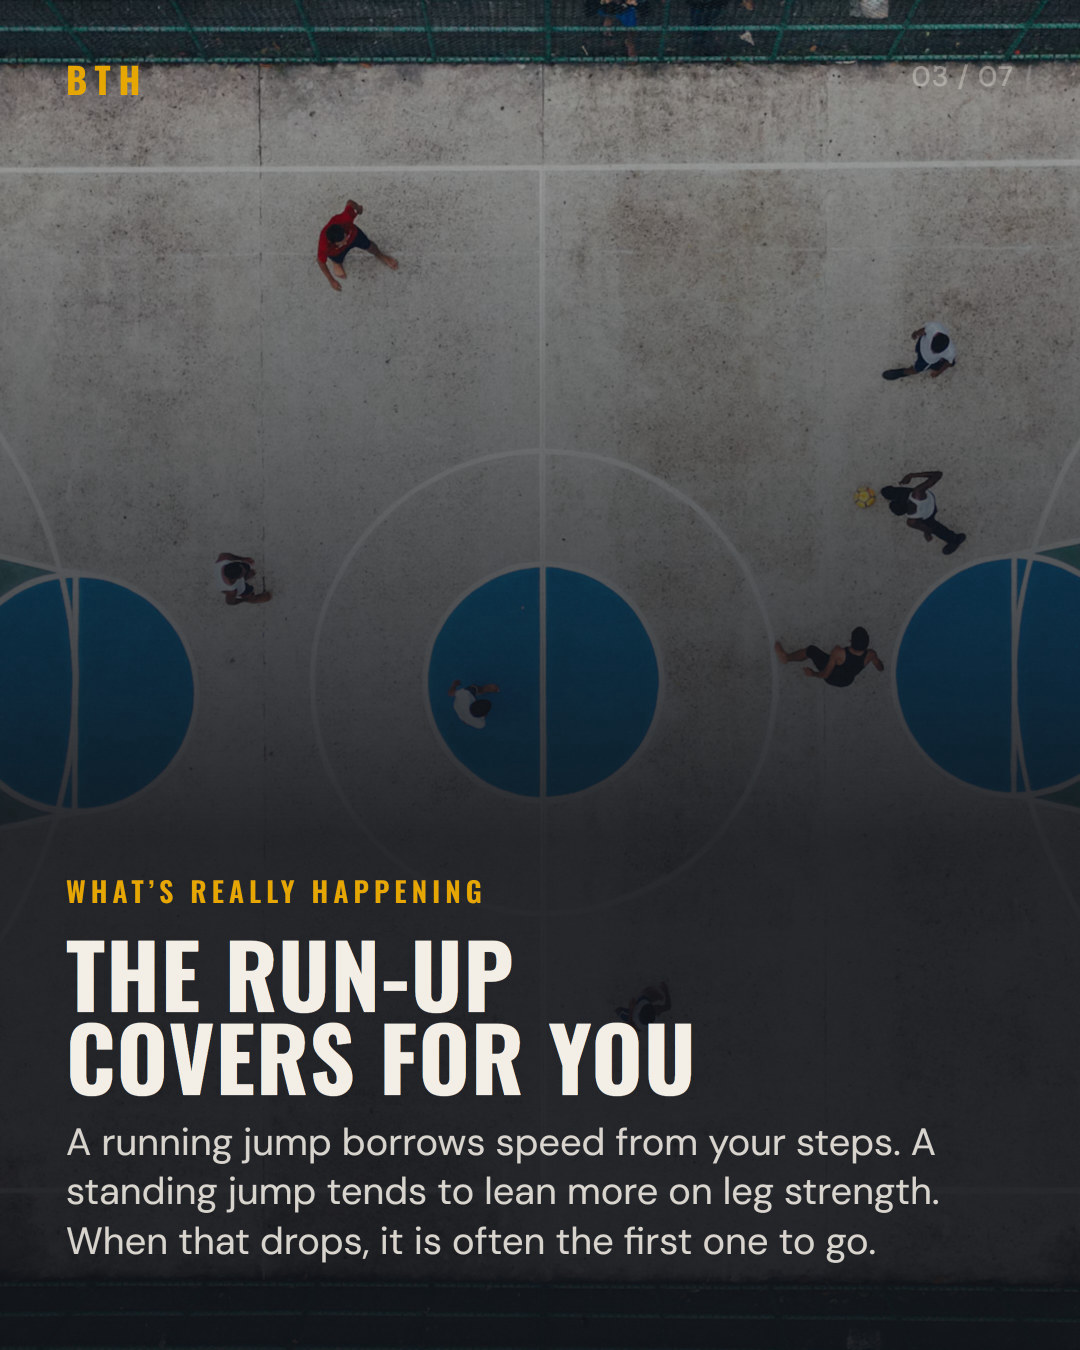 BTH
03 / 07
WHAT’S REALLY HAPPENING
THE RUN-UP
COVERS FOR YOU
A running jump borrows speed from your steps. A
standing jump tends to lean more on leg strength.
When that drops, it is often the first one to go.